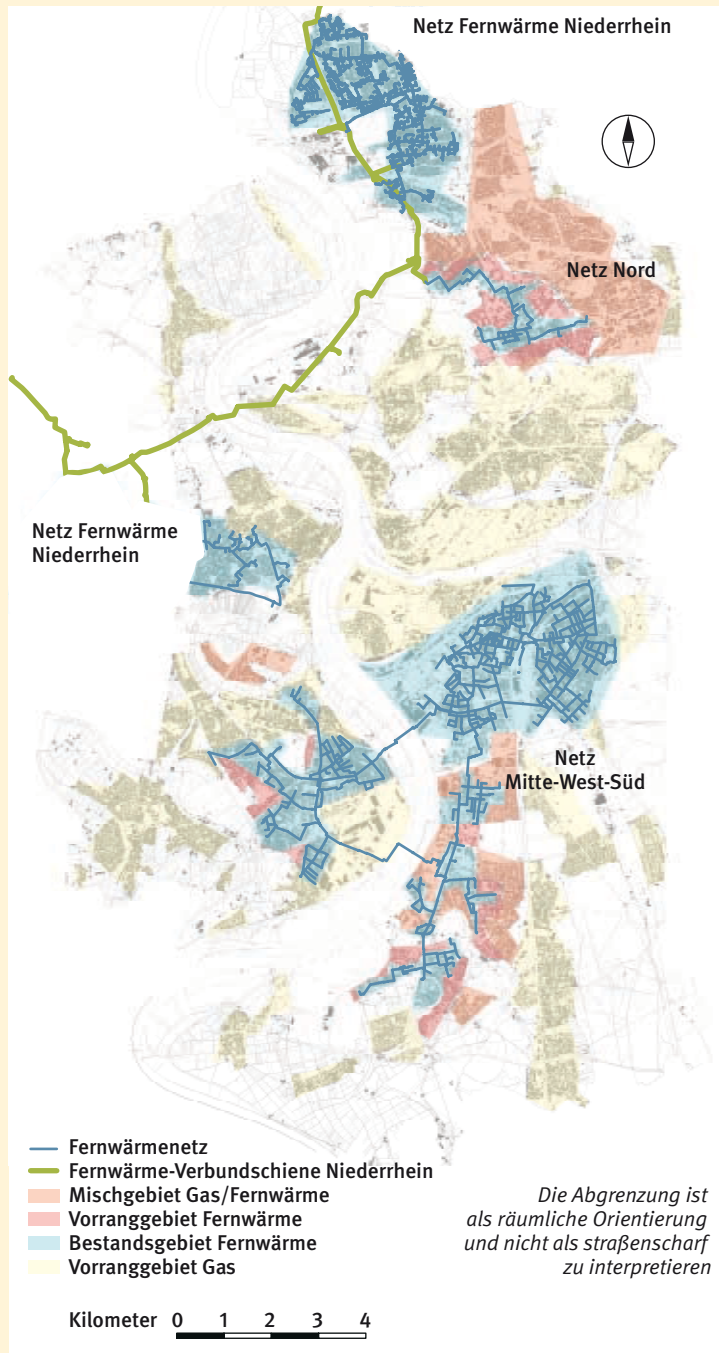 Netz Fernwärme Niederrhein
Netz Nord
Netz Fernwärme
Niederrhein
Netz
Mitte-West-Süd
Fernwärmenetz
Fernwärme-Verbundschiene Niederrhein
Mischgebiet Gas/Fernwärme
Vorranggebiet Fernwärme
Bestandsgebiet Fernwärme
Vorranggebiet Gas
Die Abgrenzung ist
als räumliche Orientierung
und nicht als straßenscharf
zu interpretieren
Kilometer 0 1 2 3 4